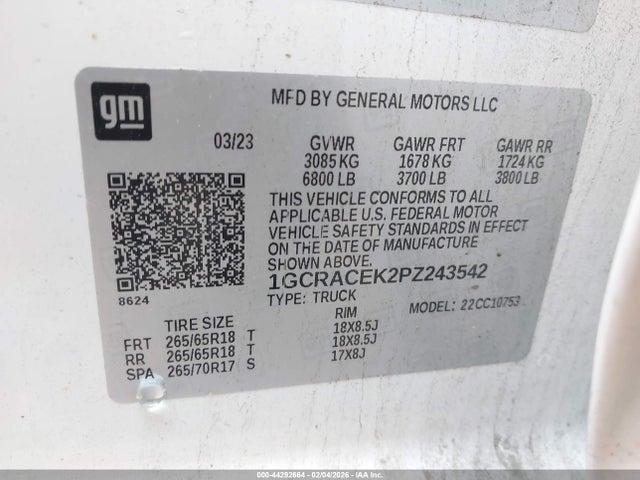 gm
MFD BY GENERAL MOTORS LLC
03/23 GVWR GAWR FRT GAWR RR
3085 KG 1678 KG 1724 KG
6800 LB 3700 LB 3800 LB
THIS VEHICLE CONFORMS TO ALL
APPLICABLE U.S. FEDERAL MOTOR
VEHICLE SAFETY STANDARDS IN EFFECT
ON THE DATE OF MANUFACTURE
SHOWN ABOVE.
1GCRACEK2PZ243542
8624
TYPE: TRUCK MODEL: 22CC10753
TIRE SIZE RIM
FRT 265/65R18 T 18X8.5J
RR 265/65R18 T 18X8.5J
SPA 265/70R17 S 17X8J
000-44292664 - 02/04/2026 - IAAI.COM